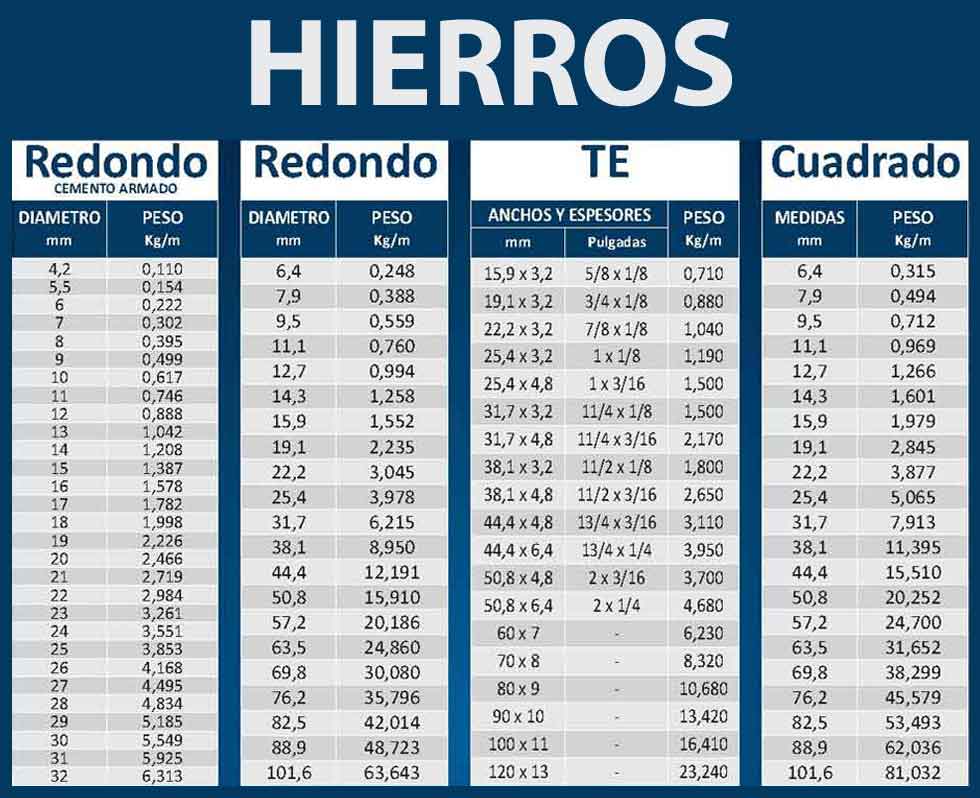 HIERROS
Redondo
CEMENTO ARMADO
DIAMETRO PESO
mm Kg/m
4,2 0,110
5,5 0,154
6 0,222
7 0,302
8 0,395
9 0,499
10 0,617
11 0,746
12 0,888
13 1,042
14 1,208
15 1,387
16 1,578
17 1,782
18 1,998
19 2,226
20 2,466
21 2,719
22 2,984
23 3,261
24 3,551
25 3,853
26 4,168
27 4,495
28 4,834
29 5,185
30 5,549
31 5,925
32 6,313
Redondo
DIAMETRO PESO
mm Kg/m
6,4 0,248
7,9 0,388
9,5 0,559
11,1 0,760
12,7 0,994
14,3 1,258
15,9 1,552
19,1 2,235
22,2 3,045
25,4 3,978
31,7 6,215
38,1 8,950
44,4 12,191
50,8 15,910
57,2 20,186
63,5 24,860
69,8 30,080
76,2 35,796
82,5 42,014
88,9 48,723
101,6 63,643
TE
ANCHOS Y ESPESORES PESO
mm Pulgadas Kg/m
15,9 x 3,2 5/8 x 1/8 0,710
19,1 x 3,2 3/4 x 1/8 0,880
22,2 x 3,2 7/8 x 1/8 1,040
25,4 x 3,2 1 x 1/8 1,190
25,4 x 4,8 1 x 3/16 1,500
31,7 x 3,2 11/4 x 1/8 1,500
31,7 x 4,8 11/4 x 3/16 2,170
38,1 x 3,2 11/2 x 1/8 1,800
38,1 x 4,8 11/2 x 3/16 2,650
44,4 x 4,8 13/4 x 3/16 3,110
44,4 x 6,4 13/4 x 1/4 3,950
50,8 x 4,8 2 x 3/16 3,700
50,8 x 6,4 2 x 1/4 4,680
60 x 7 - 6,230
70 x 8 - 8,320
80 x 9 - 10,680
90 x 10 - 13,420
100 x 11 - 16,410
120 x 13 - 23,240
Cuadrado
MEDIDAS PESO
mm Kg/m
6,4 0,315
7,9 0,494
9,5 0,712
11,1 0,969
12,7 1,266
14,3 1,601
15,9 1,979
19,1 2,845
22,2 3,877
25,4 5,065
31,7 7,913
38,1 11,395
44,4 15,510
50,8 20,252
57,2 24,700
63,5 31,652
69,8 38,299
76,2 45,579
82,5 53,493
88,9 62,036
101,6 81,032